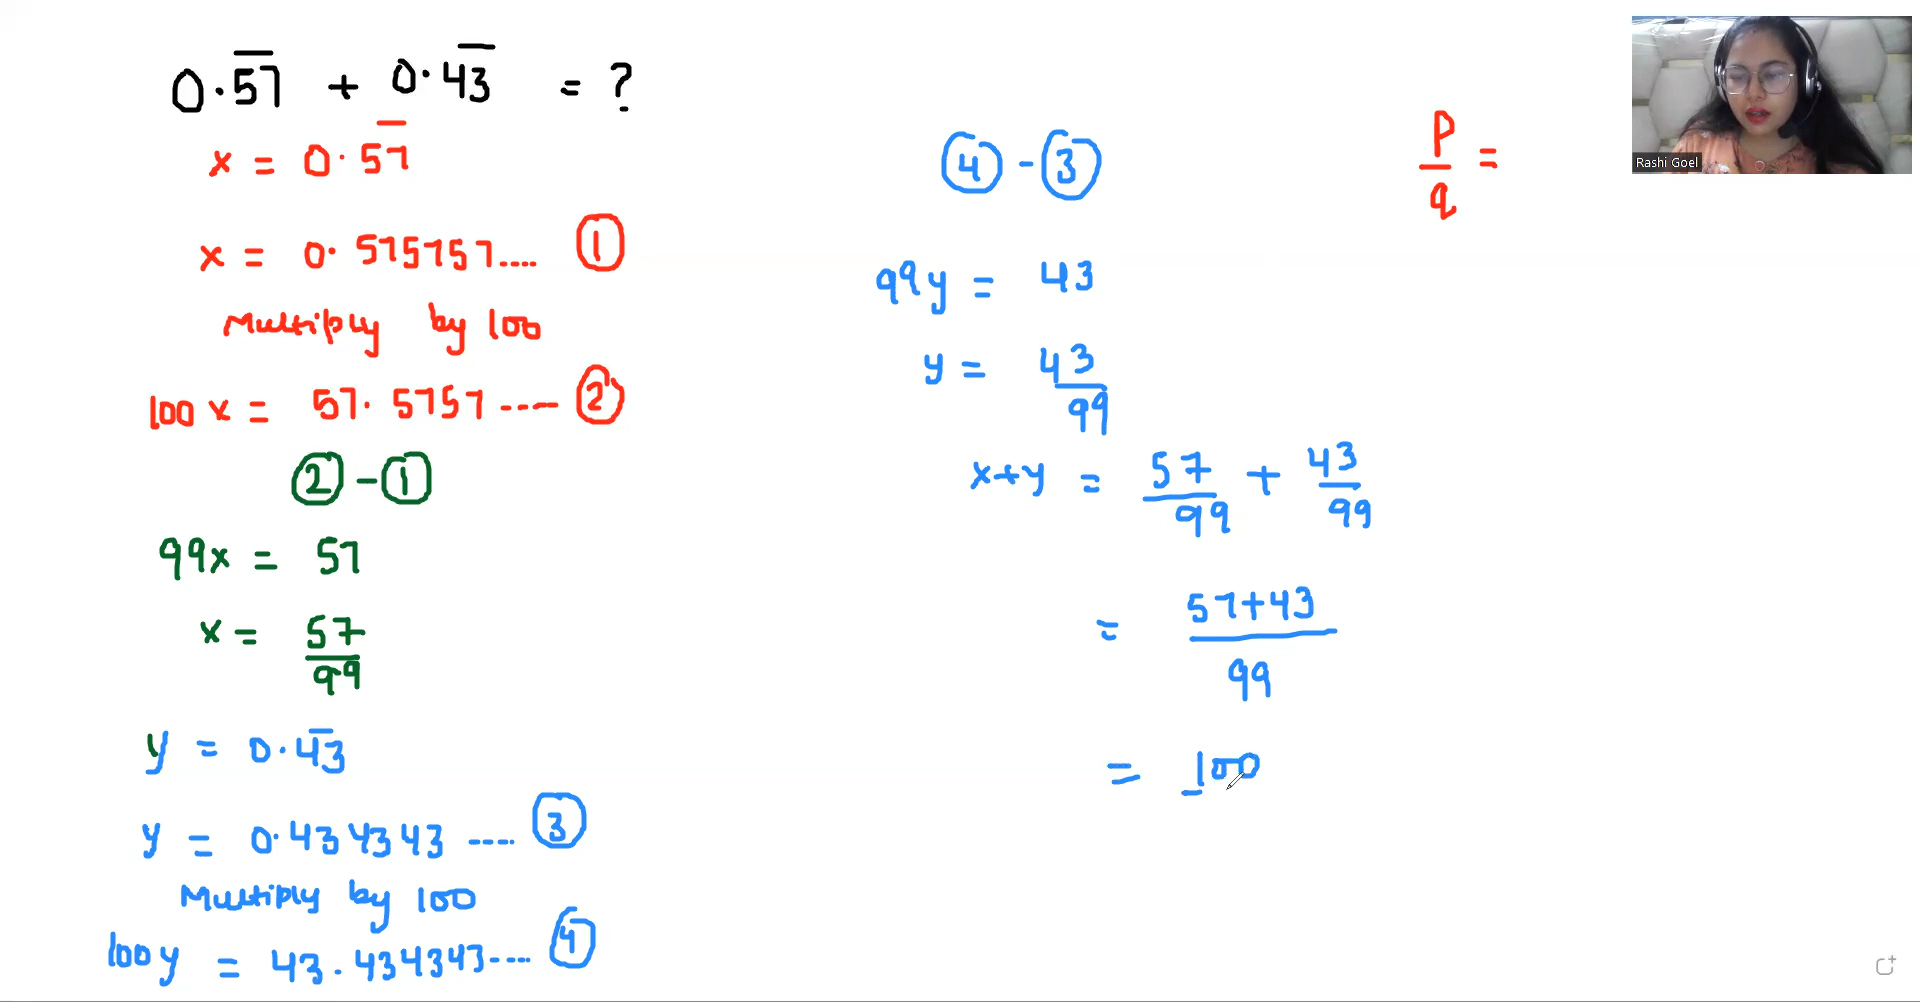 0.5̅7̅ + 0.4̅3̅ = ?
x = 0.5̅7̅
x = 0.575757.... ①
Multiply by 100
100x = 57.5757 ..... ②
② - ①
99x = 57
x = 57/99
y = 0.4̅3̅
y = 0.434343 .... ③
Multiply by 100
100y = 43.434343.... ④
④ - ③
99y = 43
y = 43/99
x+y = 57/99 + 43/99
= 57+43/99
= 100
p/q =
Rashi Goel